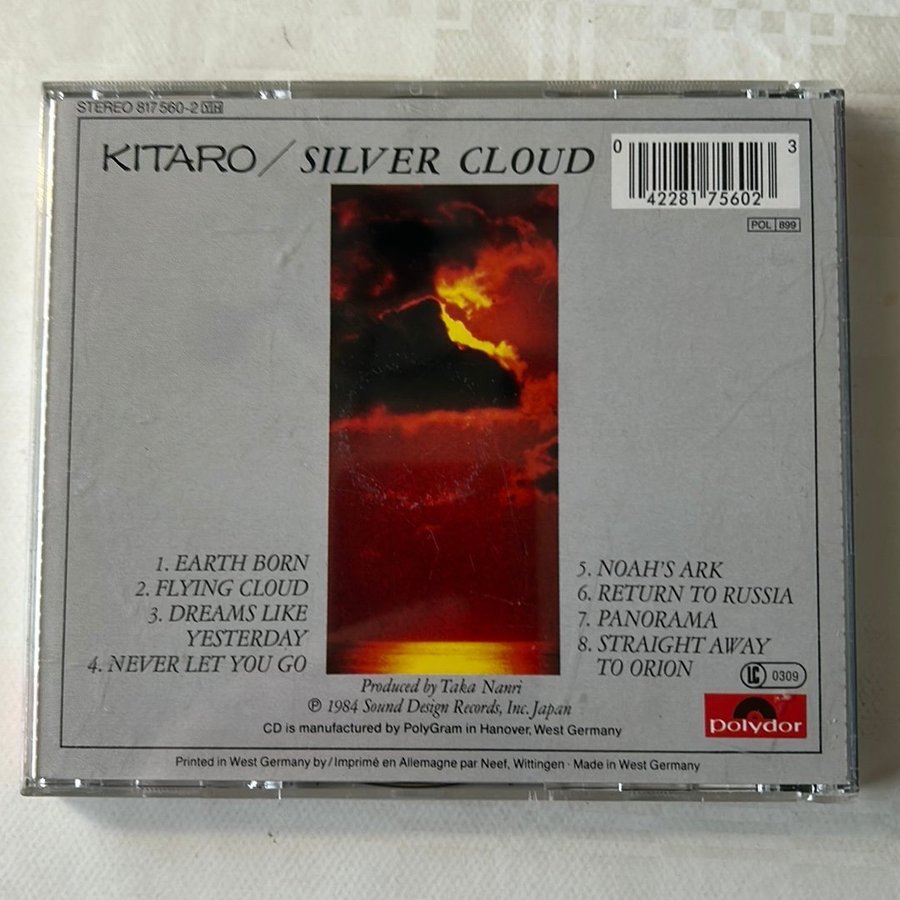 STEREO 817 560-2 YH
KITARO / SILVER CLOUD
0 42281 75602 3
POL 899
1. EARTH BORN
2. FLYING CLOUD
3. DREAMS LIKE
YESTERDAY
4. NEVER LET YOU GO
5. NOAH'S ARK
6. RETURN TO RUSSIA
7. PANORAMA
8. STRAIGHT AWAY
TO ORION
LC 0309
Produced by Taka Nanri
℗ 1984 Sound Design Records, Inc. Japan
polydor
CD is manufactured by PolyGram in Hanover, West Germany
Printed in West Germany by / Imprimé en Allemagne par Neef, Wittingen · Made in West Germany